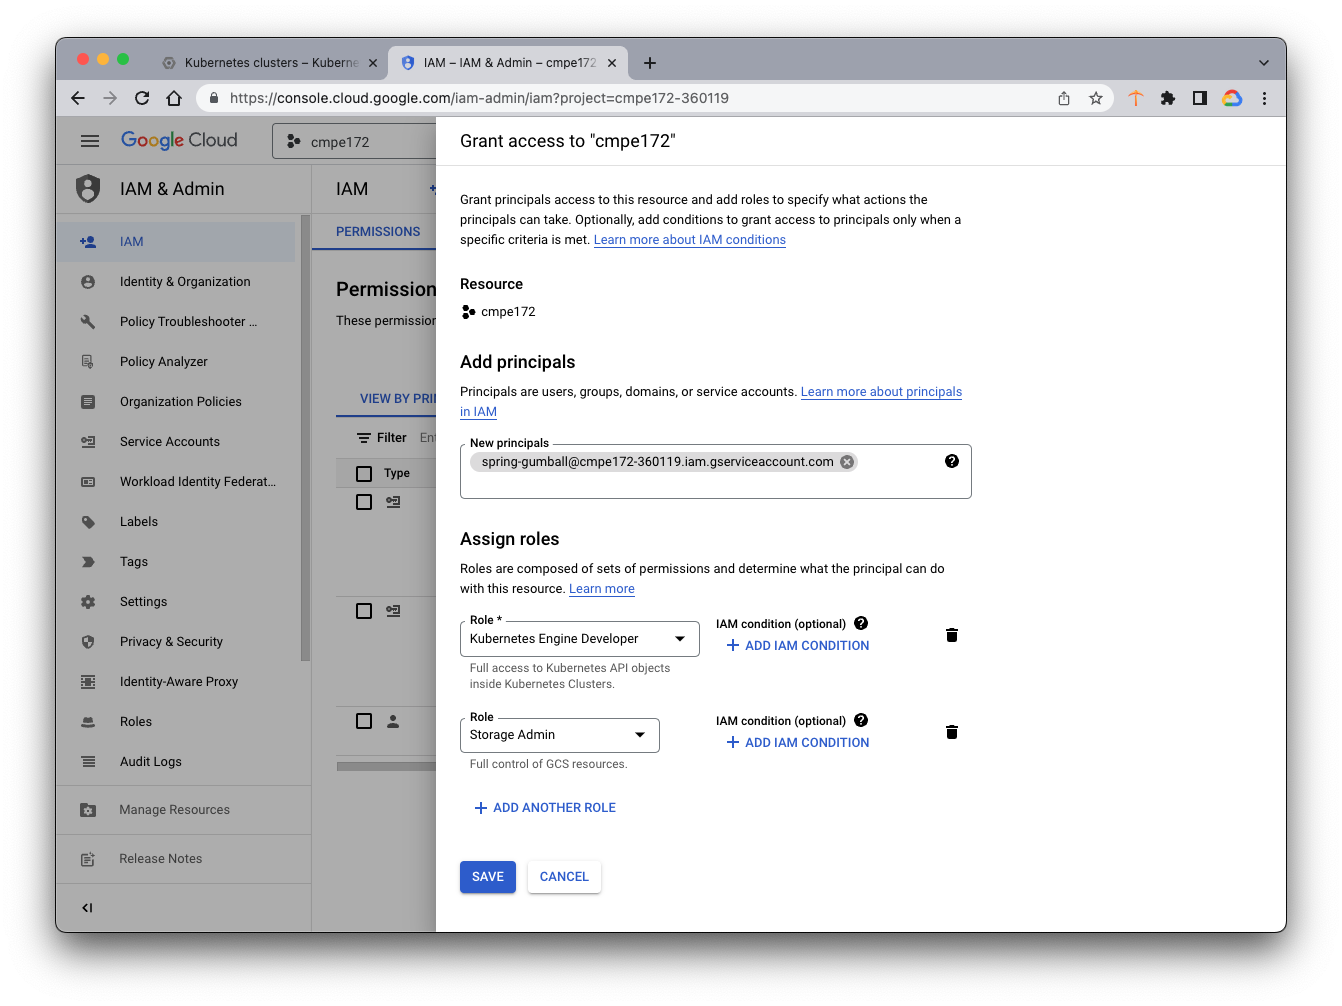 Kubernetes clusters – Kuberne
IAM – IAM & Admin – cmpe172
https://console.cloud.google.com/iam-admin/iam?project=cmpe172-360119
Google Cloud
cmpe172
IAM & Admin
IAM
Identity & Organization
Policy Troubleshooter ...
Policy Analyzer
Organization Policies
Service Accounts
Workload Identity Federat...
Labels
Tags
Settings
Privacy & Security
Identity-Aware Proxy
Roles
Audit Logs
Manage Resources
Release Notes
IAM
PERMISSIONS
Permission
These permission
VIEW BY PRI
Filter Ent
Type
Grant access to "cmpe172"
Grant principals access to this resource and add roles to specify what actions the
principals can take. Optionally, add conditions to grant access to principals only when a
specific criteria is met. Learn more about IAM conditions
Resource
cmpe172
Add principals
Principals are users, groups, domains, or service accounts. Learn more about principals
in IAM
New principals
spring-gumball@cmpe172-360119.iam.gserviceaccount.com
Assign roles
Roles are composed of sets of permissions and determine what the principal can do
with this resource. Learn more
Role *
Kubernetes Engine Developer
Full access to Kubernetes API objects
inside Kubernetes Clusters.
IAM condition (optional)
ADD IAM CONDITION
Role
Storage Admin
Full control of GCS resources.
IAM condition (optional)
ADD IAM CONDITION
ADD ANOTHER ROLE
SAVE
CANCEL